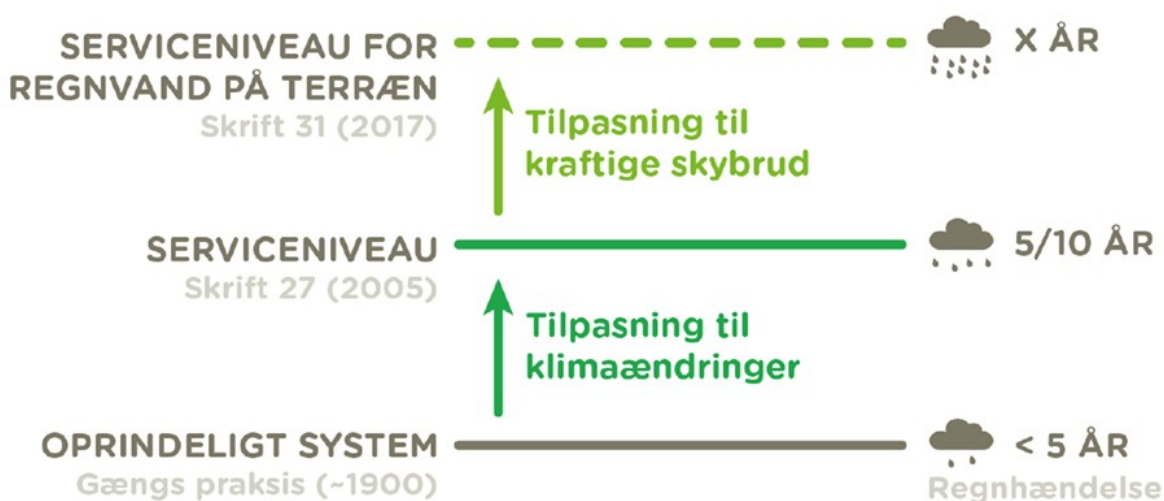 SERVICENIVEAU FOR
REGNVAND PÅ TERRÆN
Skrift 31 (2017)
X ÅR
Tilpasning til
kraftige skybrud
SERVICENIVEAU
Skrift 27 (2005)
5/10 ÅR
Tilpasning til
klimaændringer
OPRINDELIGT SYSTEM
Gængs praksis (~1900)
< 5 ÅR
Regnhændelse